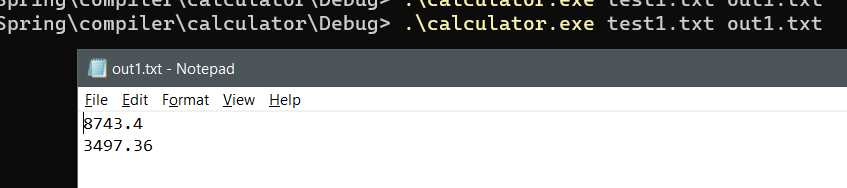 Spring\compiler\calculator\Debug> .\calculator.exe test1.txt out1.txt
Spring\compiler\calculator\Debug> .\calculator.exe test1.txt out1.txt
out1.txt - Notepad
File Edit Format View Help
8743.4
3497.36